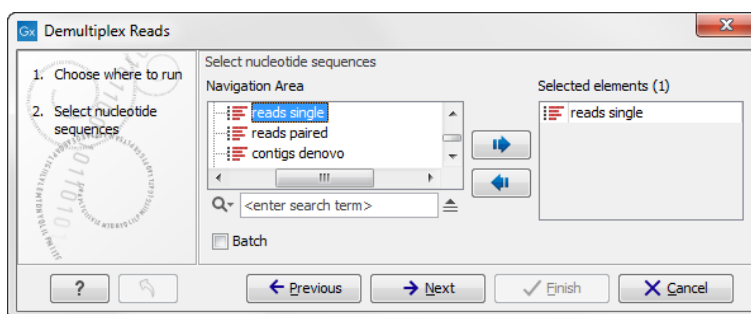 Gx Demultiplex Reads
1. Choose where to run
2. Select nucleotide
sequences
Select nucleotide sequences
Navigation Area
reads single
reads paired
contigs denovo
<enter search term>
Batch
Selected elements (1)
reads single
?
Previous
Next
Finish
Cancel